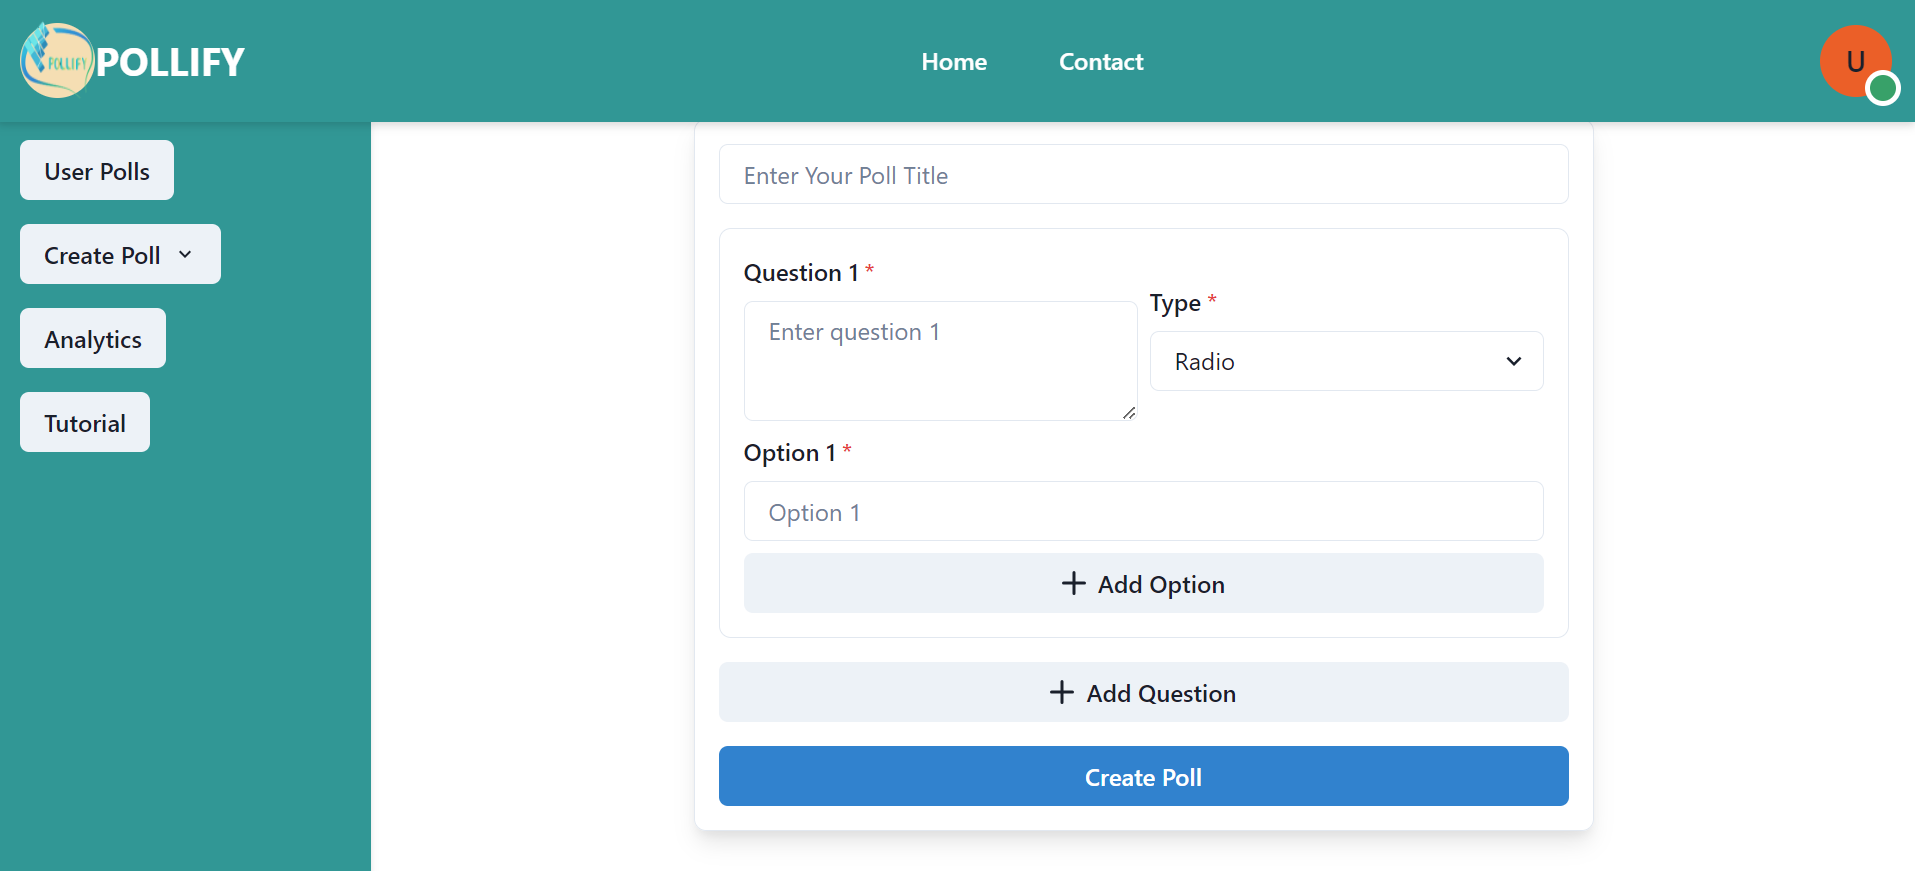 POLLIFY
POLLIFY
Home
Contact
U
User Polls
Create Poll
Analytics
Tutorial
Enter Your Poll Title
Question 1 *
Enter question 1
Type *
Radio
Option 1 *
Option 1
Add Option
Add Question
Create Poll